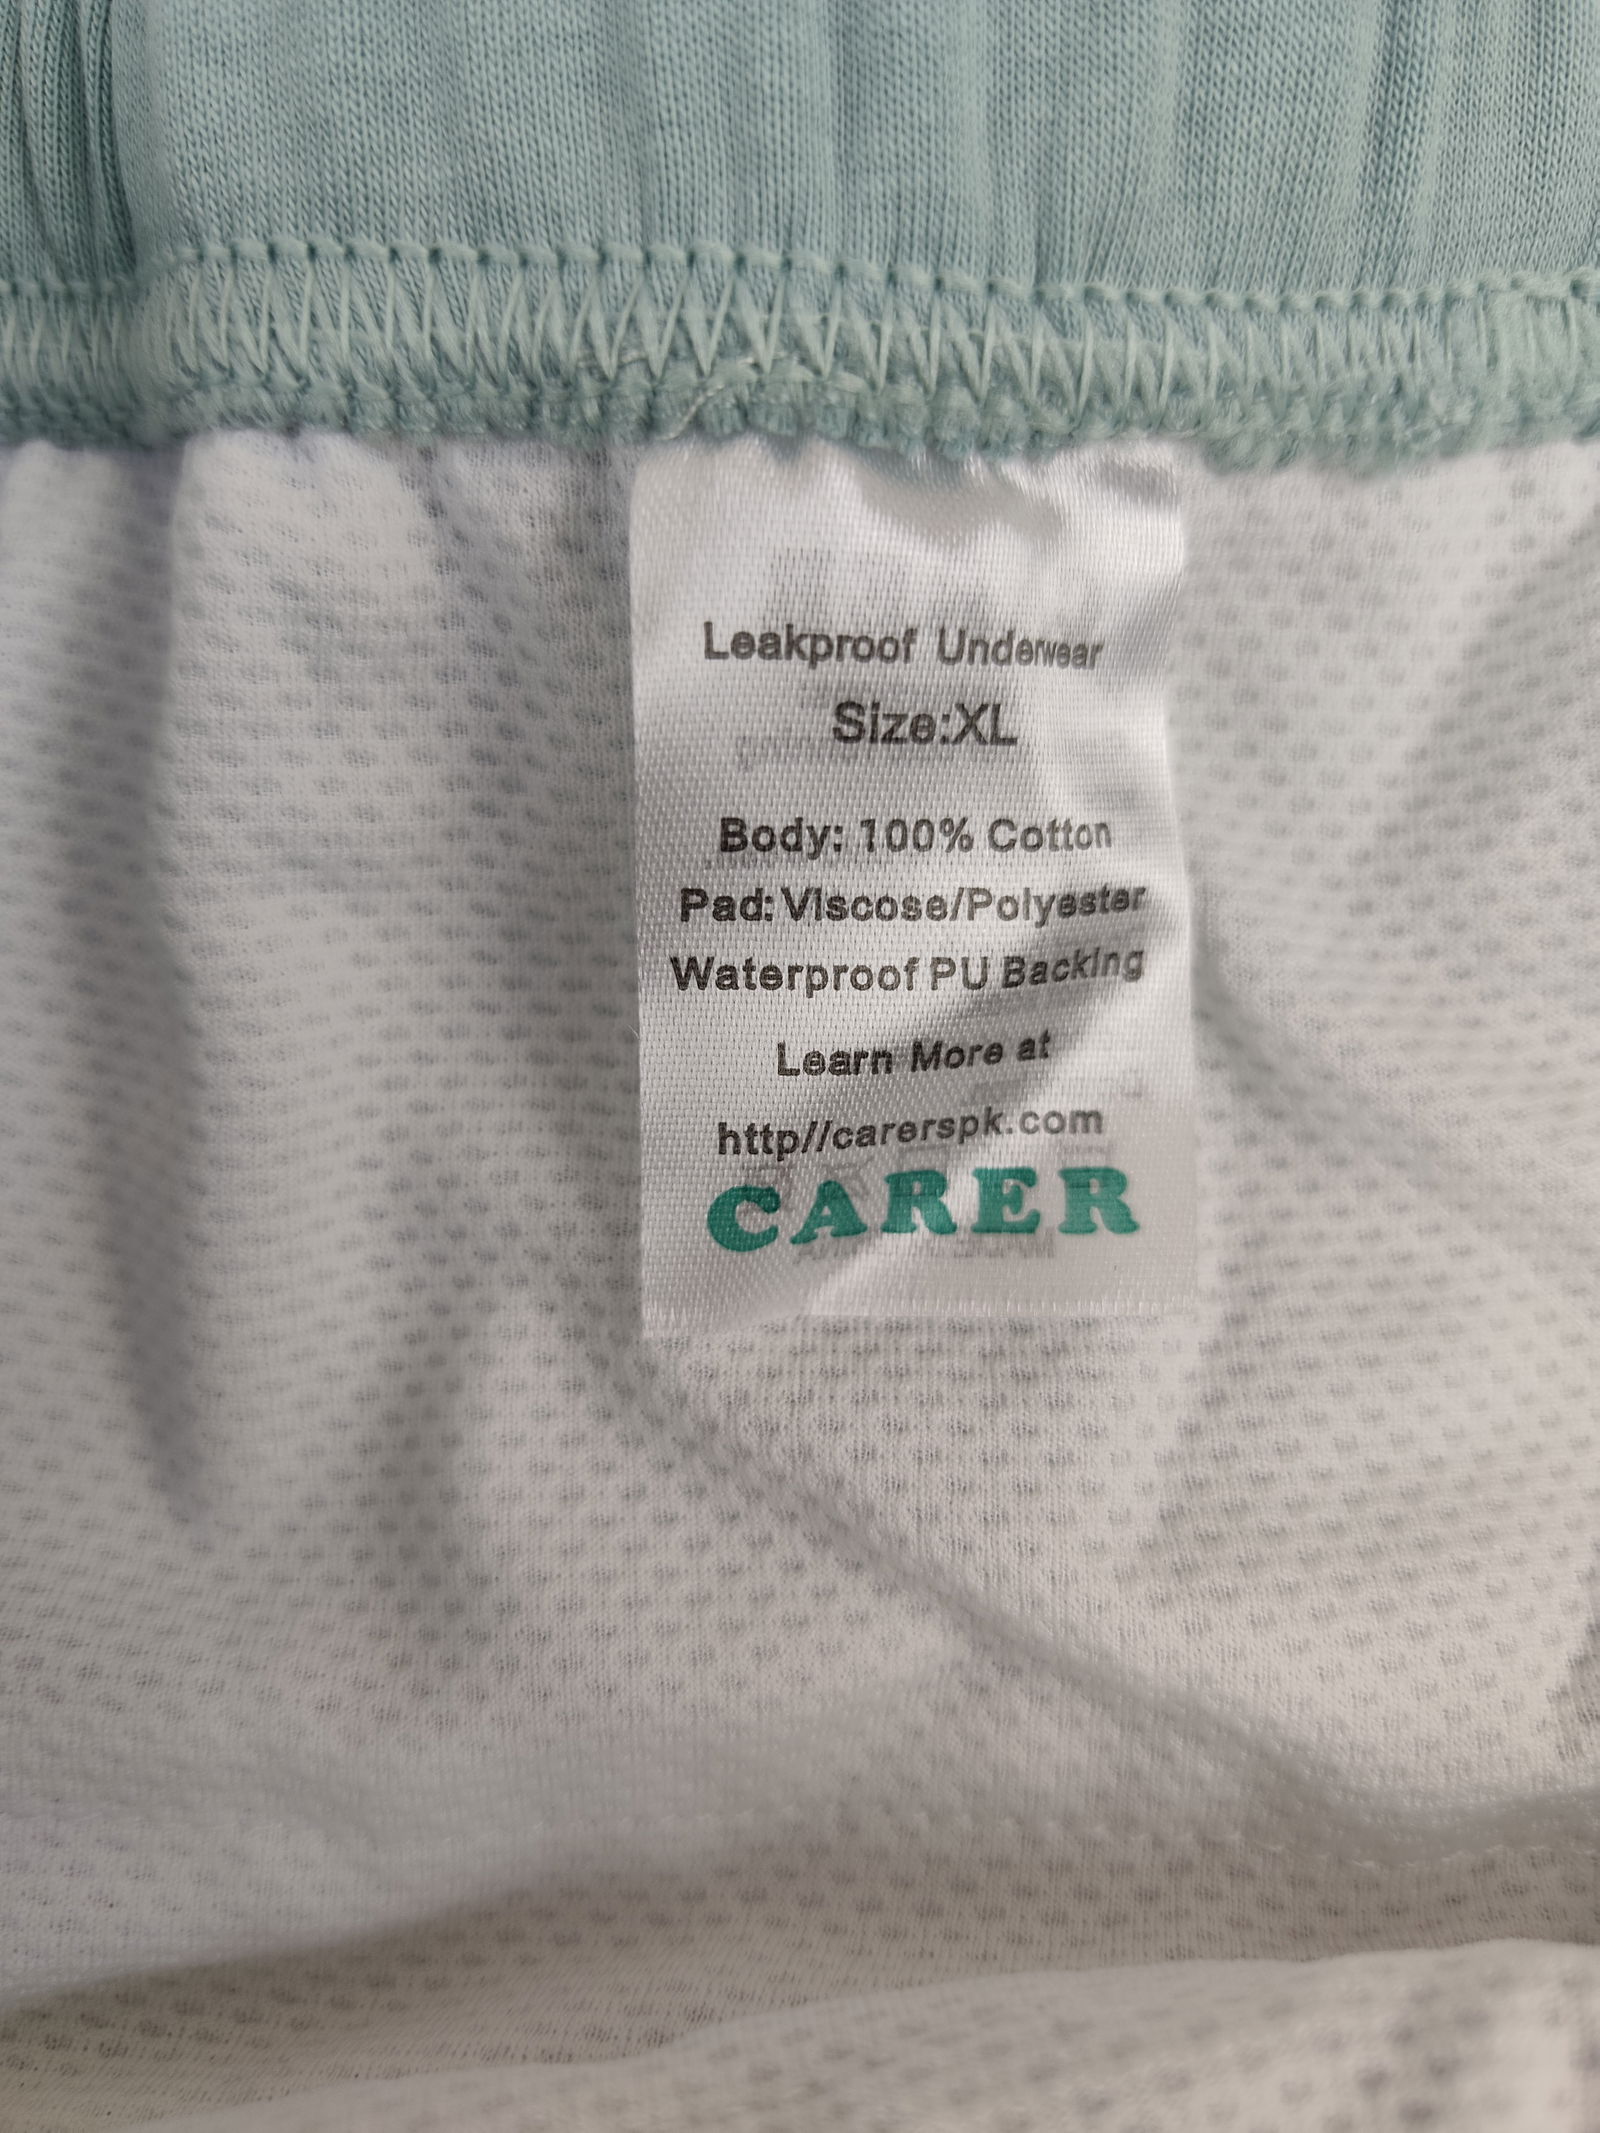 Leakproof Underwear
Size:XL
Body: 100% Cotton
Pad: Viscose/Polyester
Waterproof PU Backing
Learn More at
http//carerspk.com
CARER